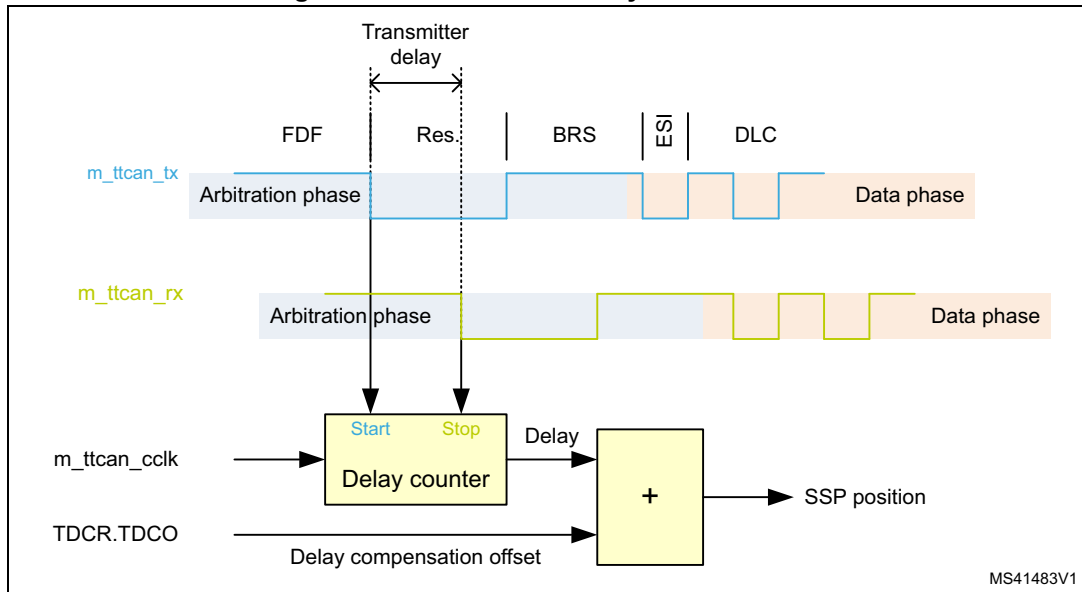 Transmitter
delay
FDF
Res.
BRS
ESI
DLC
m_ttcan_tx
Arbitration phase
Data phase
m_ttcan_rx
Arbitration phase
Data phase
Start
Stop
Delay
m_ttcan_cclk
Delay counter
+
SSP position
TDCR.TDCO
Delay compensation offset
MS41483V1